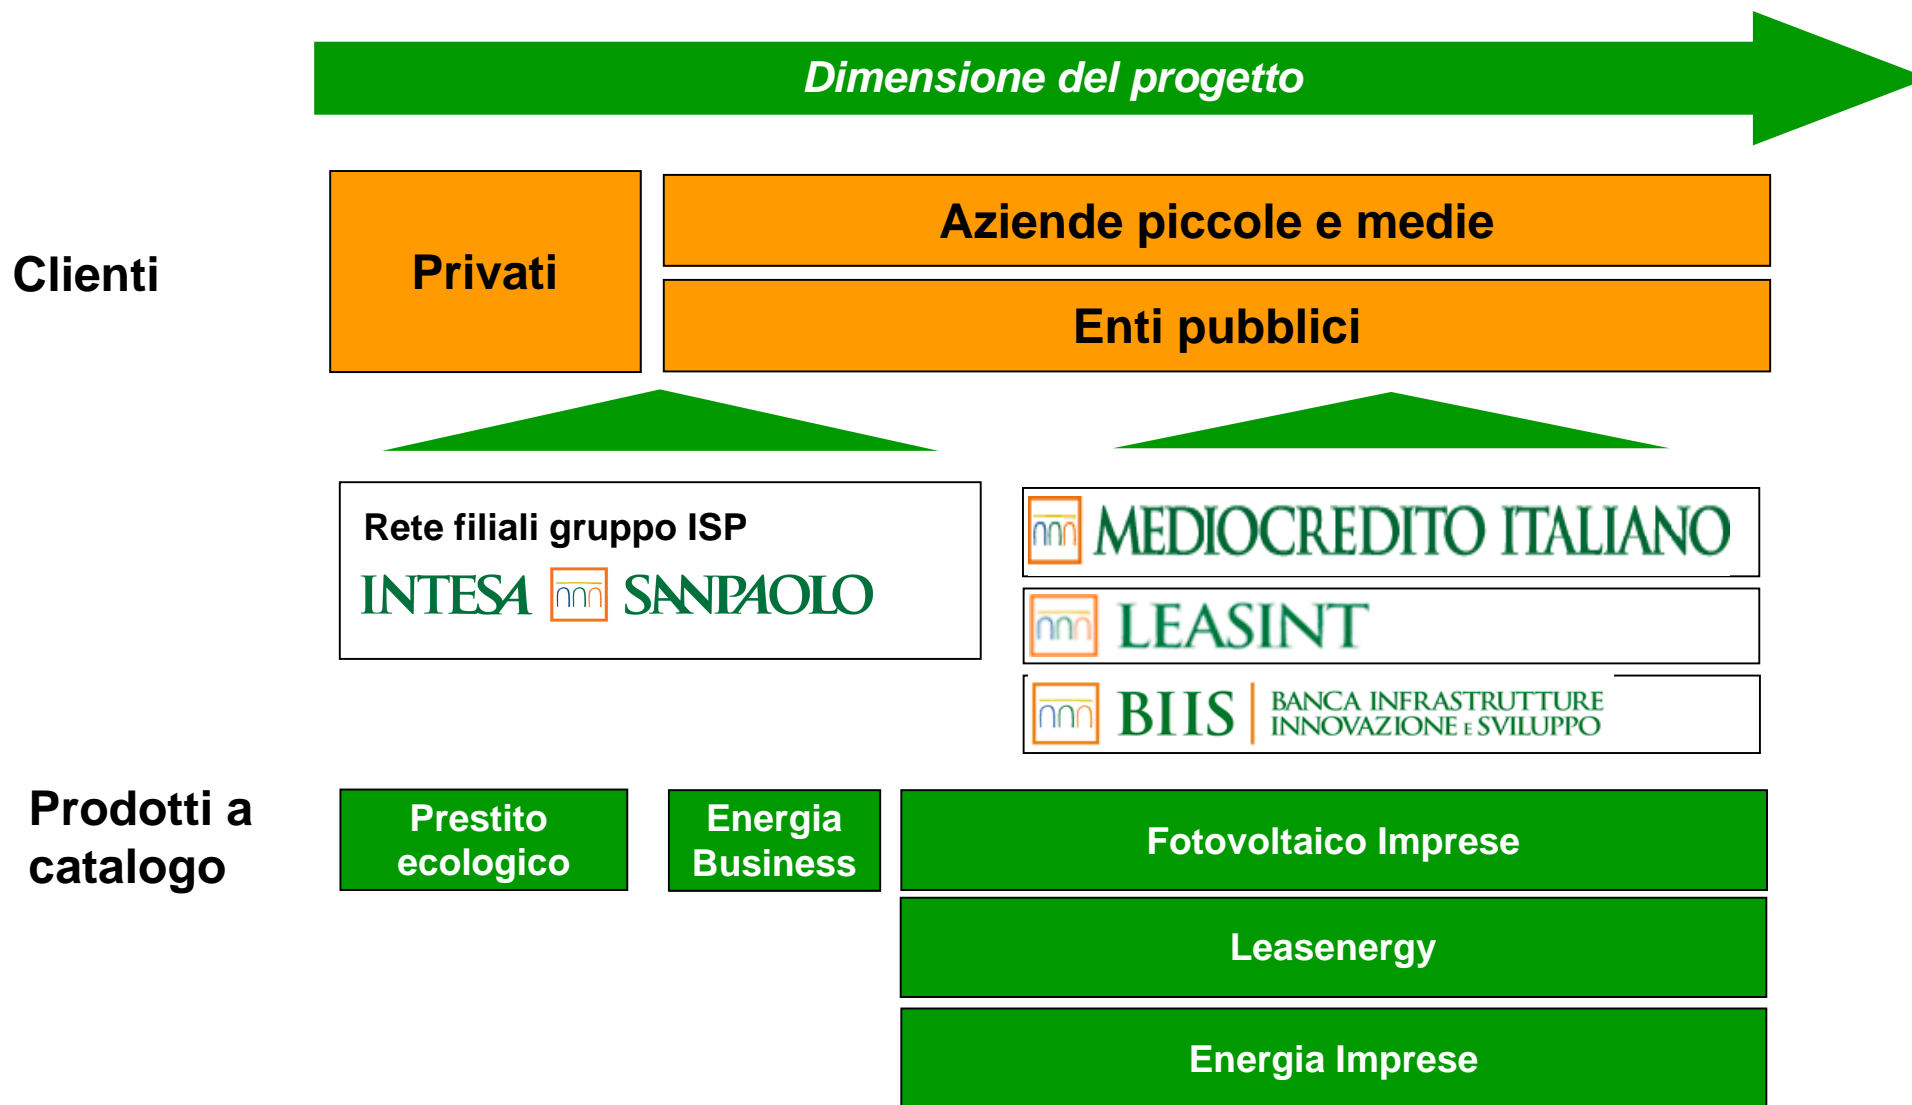 Dimensione del progetto
Clienti
Privati
Aziende piccole e medie
Enti pubblici
Rete filiali gruppo ISP
INTESA SANPAOLO
MEDIOCREDITO ITALIANO
LEASINT
BIIS
BANCA INFRASTRUTTURE
INNOVAZIONE E SVILUPPO
Prodotti a
catalogo
Prestito
ecologico
Energia
Business
Fotovoltaico Imprese
Leasenergy
Energia Imprese